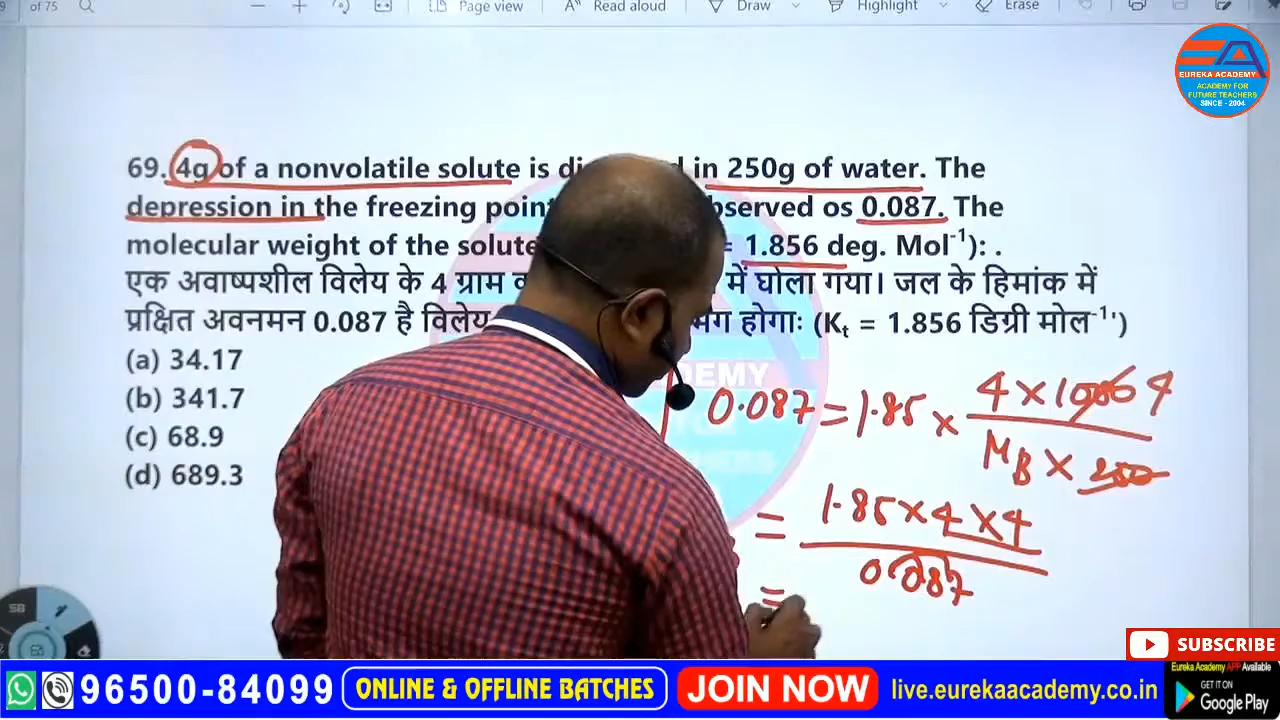 9 of 75 Page view Read aloud Draw Highlight Erase
EUREKA ACADEMY
ACADEMY FOR
FUTURE TEACHERS
SINCE - 2004
69. 4g of a nonvolatile solute is in 250g of water. The
depression in the freezing point 0.087. The
molecular weight of the solute = 1.856 deg. Mol⁻¹): .
एक अवाष्पशील विलेय के 4 ग्राम में घोला गया। जल के हिमांक में
प्रक्षित अवनमन 0.087 है विलेय होगाः (Kₜ = 1.856 डिग्री मोल⁻¹')
(a) 34.17
(b) 341.7
(c) 68.9
(d) 689.3
0.087 = 1.85 × 4 × 1000 4
M_B × 250
= 1.85 × 4 × 4
0.087
=
SUBSCRIBE
96500-84099
ONLINE & OFFLINE BATCHES
JOIN NOW
live.eurekaacademy.co.in
Eureka Academy APP Available
GET IT ON
Google Play